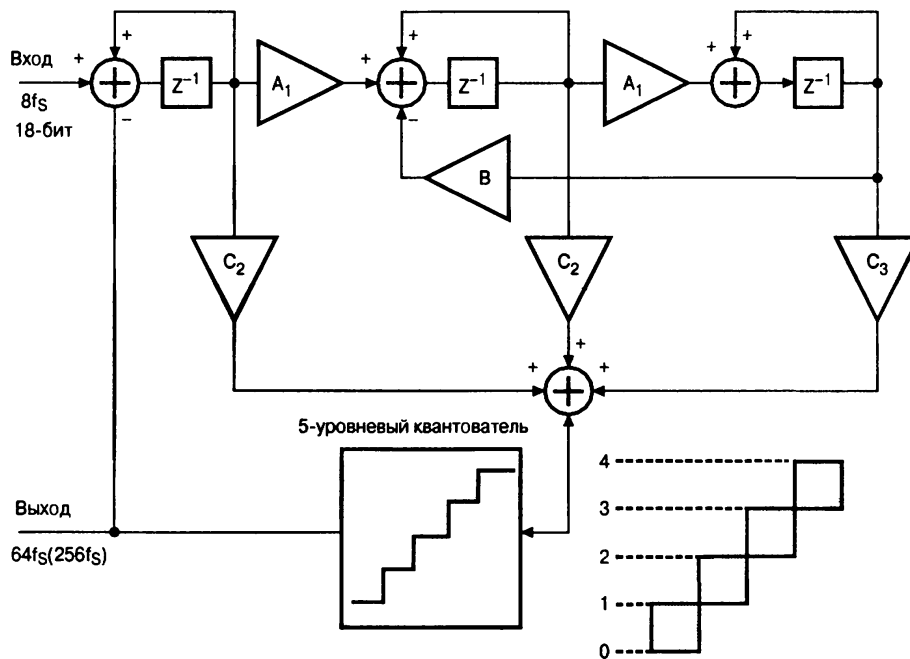 +
+
+
+
Вход
+
Z⁻¹
A₁
+
Z⁻¹
A₁
+
Z⁻¹
8fS
18-бит
−
−
B
C₂
C₂
C₃
+
+
+
5-уровневый квантователь
4
3
2
1
0
Выход
64fS(256fS)